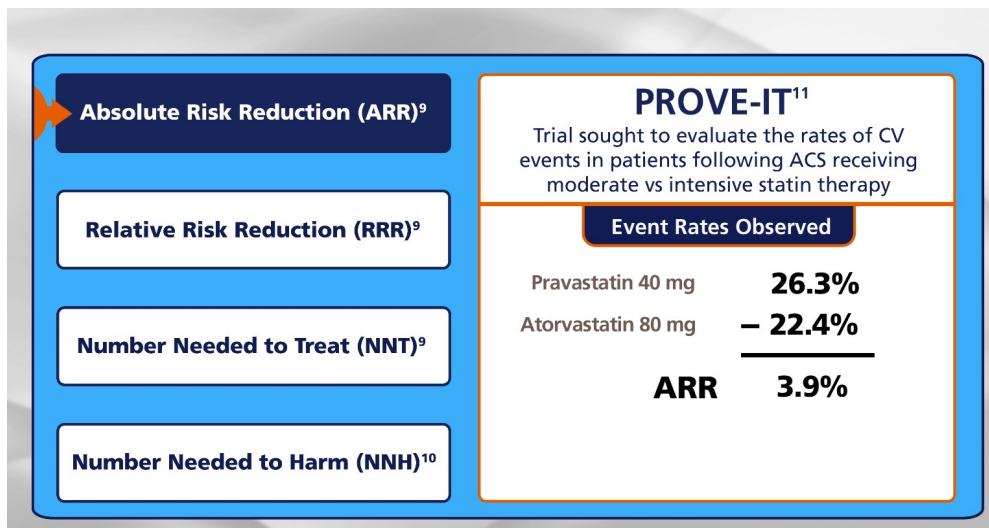 Absolute Risk Reduction (ARR)⁹
Relative Risk Reduction (RRR)⁹
Number Needed to Treat (NNT)⁹
Number Needed to Harm (NNH)¹⁰
PROVE-IT¹¹
Trial sought to evaluate the rates of CV
events in patients following ACS receiving
moderate vs intensive statin therapy
Event Rates Observed
Pravastatin 40 mg 26.3%
Atorvastatin 80 mg – 22.4%
ARR 3.9%